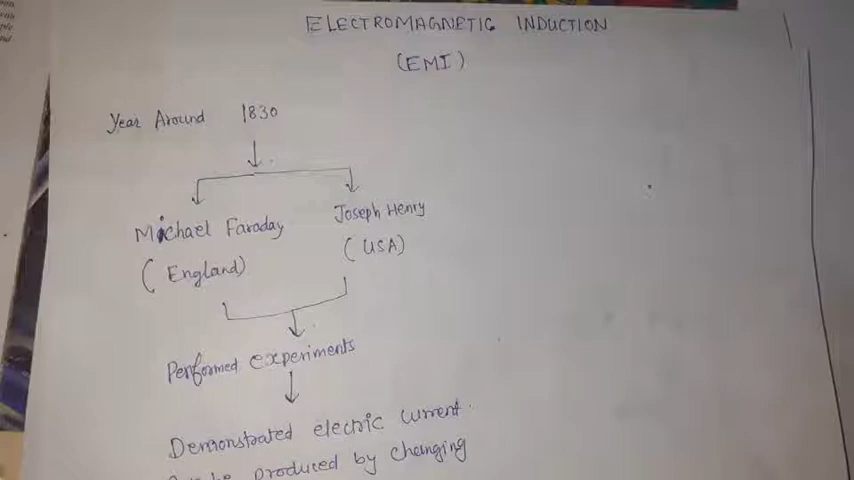 ELECTROMAGNETIC INDUCTION
(EMI)
Year Around 1830
Michael Faraday
Joseph Henry
(England)
(USA)
Performed experiments
Demonstrated electric current
be produced by changing